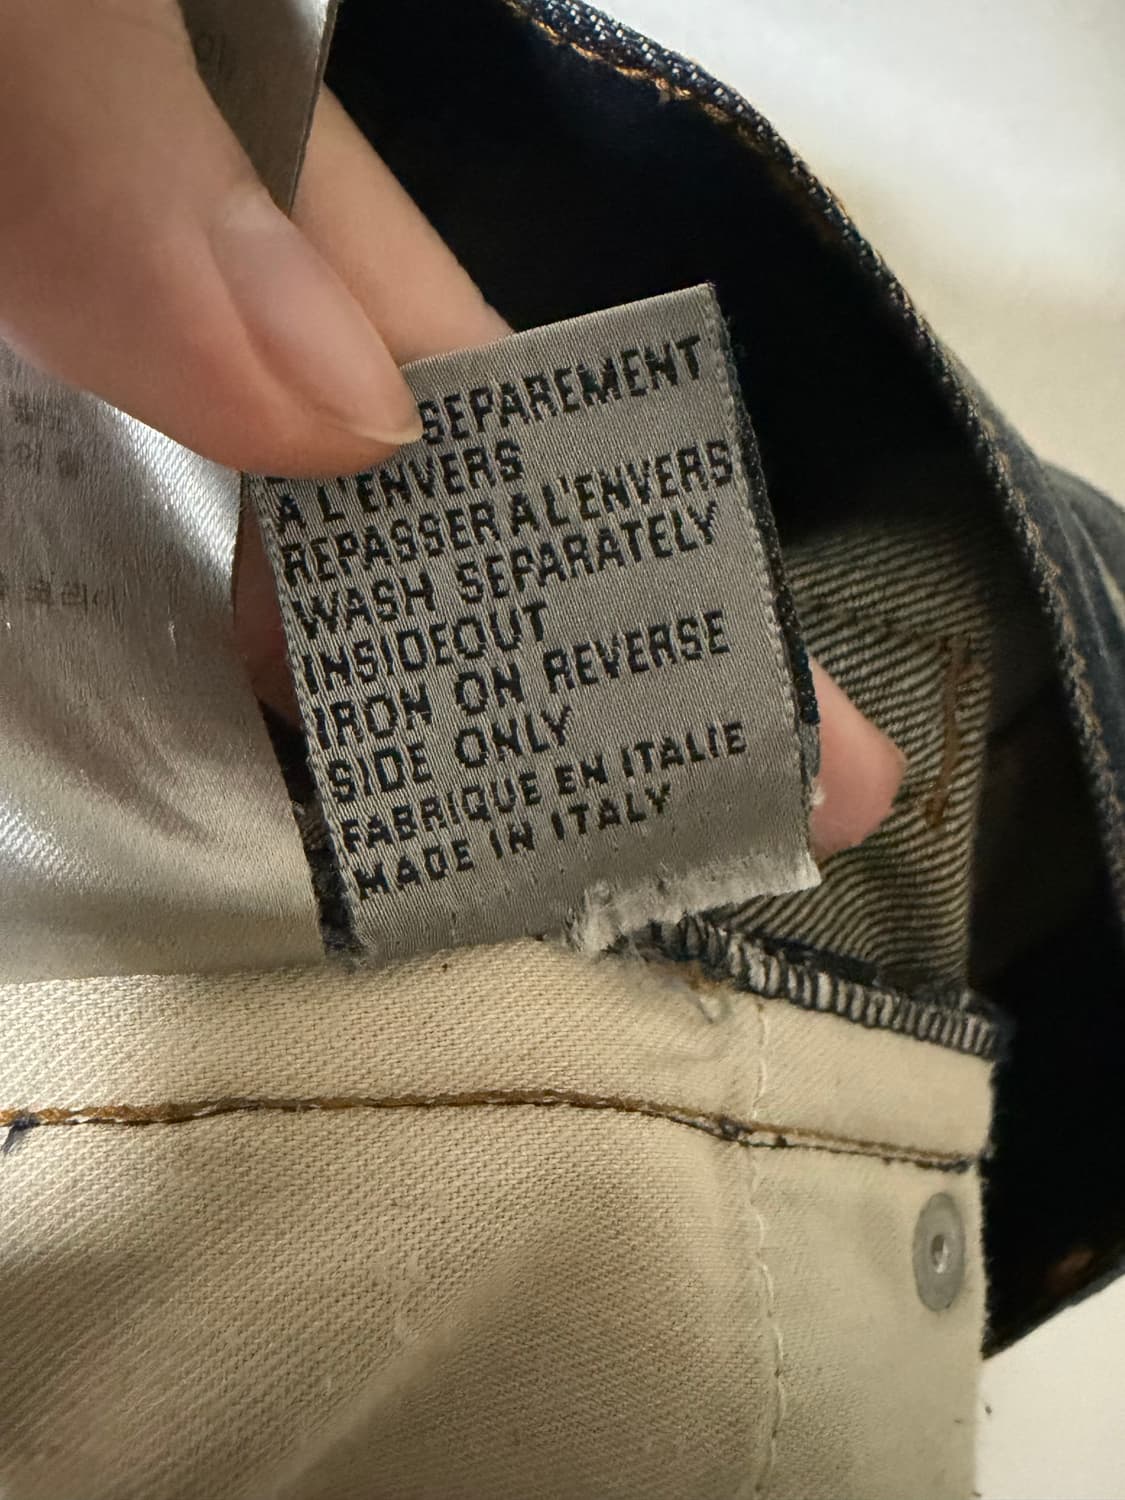 SEPAREMENT
A L'ENVERS
REPASSER A L'ENVERS
WASH SEPARATELY
INSIDEOUT
IRON ON REVERSE
SIDE ONLY
FABRIQUE EN ITALIE
MADE IN ITALY